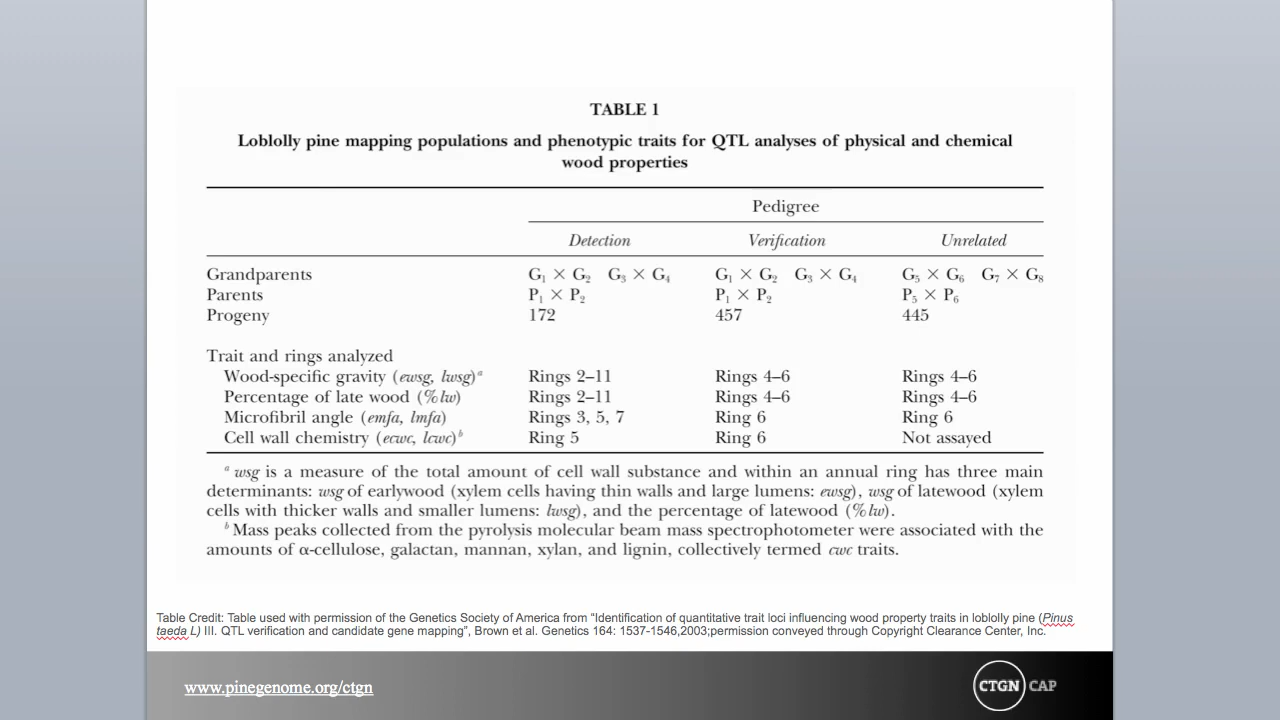 TABLE 1
Loblolly pine mapping populations and phenotypic traits for QTL analyses of physical and chemical
wood properties
Pedigree
Detection Verification Unrelated
Grandparents G₁ × G₂ G₃ × G₄ G₁ × G₂ G₃ × G₄ G₅ × G₆ G₇ × G₈
Parents P₁ × P₂ P₁ × P₂ P₅ × P₆
Progeny 172 457 445
Trait and rings analyzed
Wood-specific gravity (ewsg, lwsg)ᵃ Rings 2–11 Rings 4–6 Rings 4–6
Percentage of late wood (%lw) Rings 2–11 Rings 4–6 Rings 4–6
Microfibril angle (emfa, lmfa) Rings 3, 5, 7 Ring 6 Ring 6
Cell wall chemistry (ecwc, lcwc)ᵇ Ring 5 Ring 6 Not assayed
ᵃ wsg is a measure of the total amount of cell wall substance and within an annual ring has three main
determinants: wsg of earlywood (xylem cells having thin walls and large lumens: ewsg), wsg of latewood (xylem
cells with thicker walls and smaller lumens: lwsg), and the percentage of latewood (%lw).
ᵇ Mass peaks collected from the pyrolysis molecular beam mass spectrophotometer were associated with the
amounts of α-cellulose, galactan, mannan, xylan, and lignin, collectively termed cwc traits.
Table Credit: Table used with permission of the Genetics Society of America from “Identification of quantitative trait loci influencing wood property traits in loblolly pine (Pinus
taeda L) III. QTL verification and candidate gene mapping”, Brown et al. Genetics 164: 1537-1546,2003;permission conveyed through Copyright Clearance Center, Inc.
www.pinegenome.org/ctgn
CTGN CAP